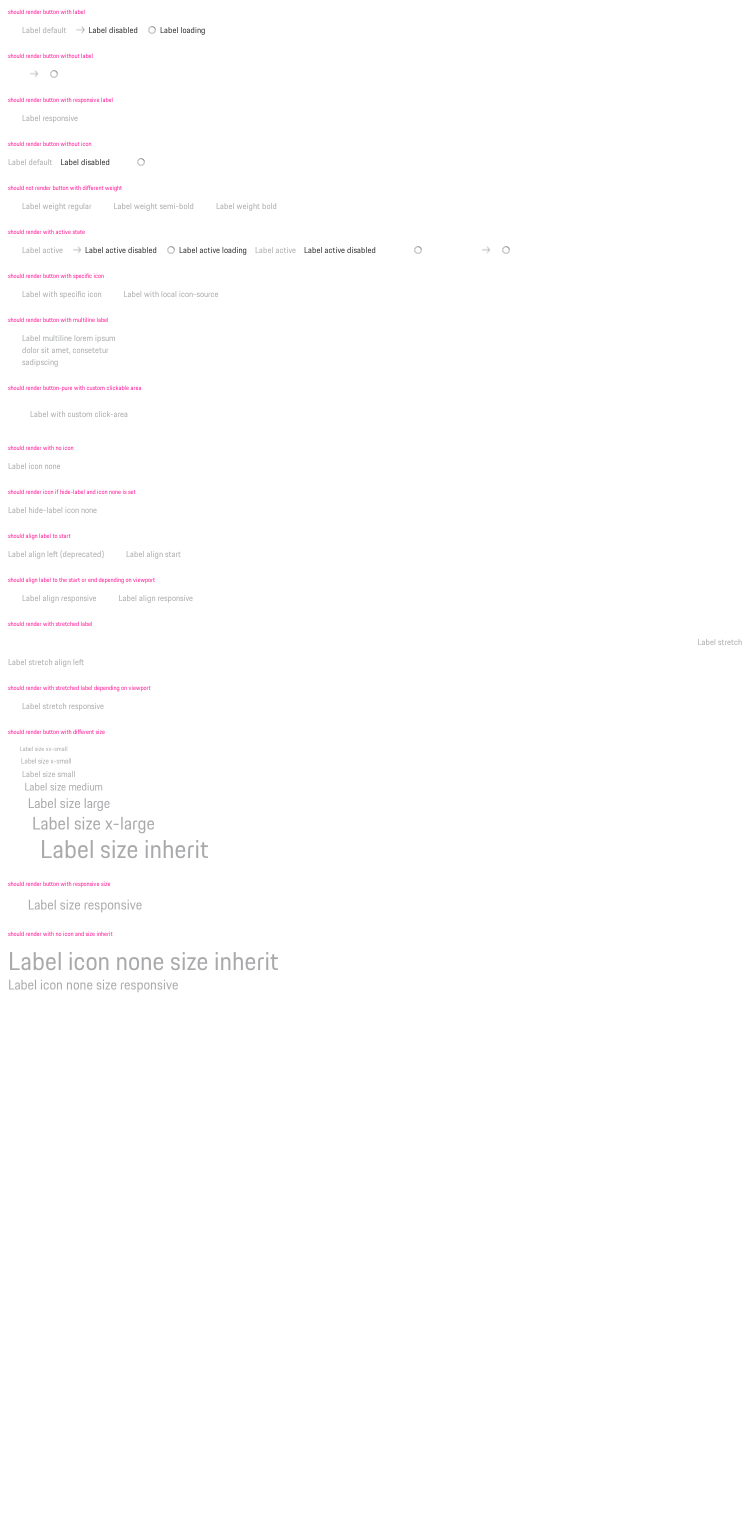 should render button with label
Label default Label disabled Label loading
should render button without label
should render button with responsive label
Label responsive
should render button without icon
Label default Label disabled
should not render button with different weight
Label weight regular Label weight semi-bold Label weight bold
should render with active state
Label active Label active disabled Label active loading Label active Label active disabled
should render button with specific icon
Label with specific icon Label with local icon-source
should render button with multiline label
Label multiline lorem ipsum
dolor sit amet, consetetur
sadipscing
should render button-pure with custom clickable area
Label with custom click-area
should render with no icon
Label icon none
should render icon if hide-label and icon none is set
Label hide-label icon none
should align label to start
Label align left (deprecated) Label align start
should align label to the start or end depending on viewport
Label align responsive Label align responsive
should render with stretched label
Label stretch
Label stretch align left
should render with stretched label depending on viewport
Label stretch responsive
should render button with different size
Label size xx-small
Label size x-small
Label size small
Label size medium
Label size large
Label size x-large
Label size inherit
should render button with responsive size
Label size responsive
should render with no icon and size inherit
Label icon none size inherit
Label icon none size responsive